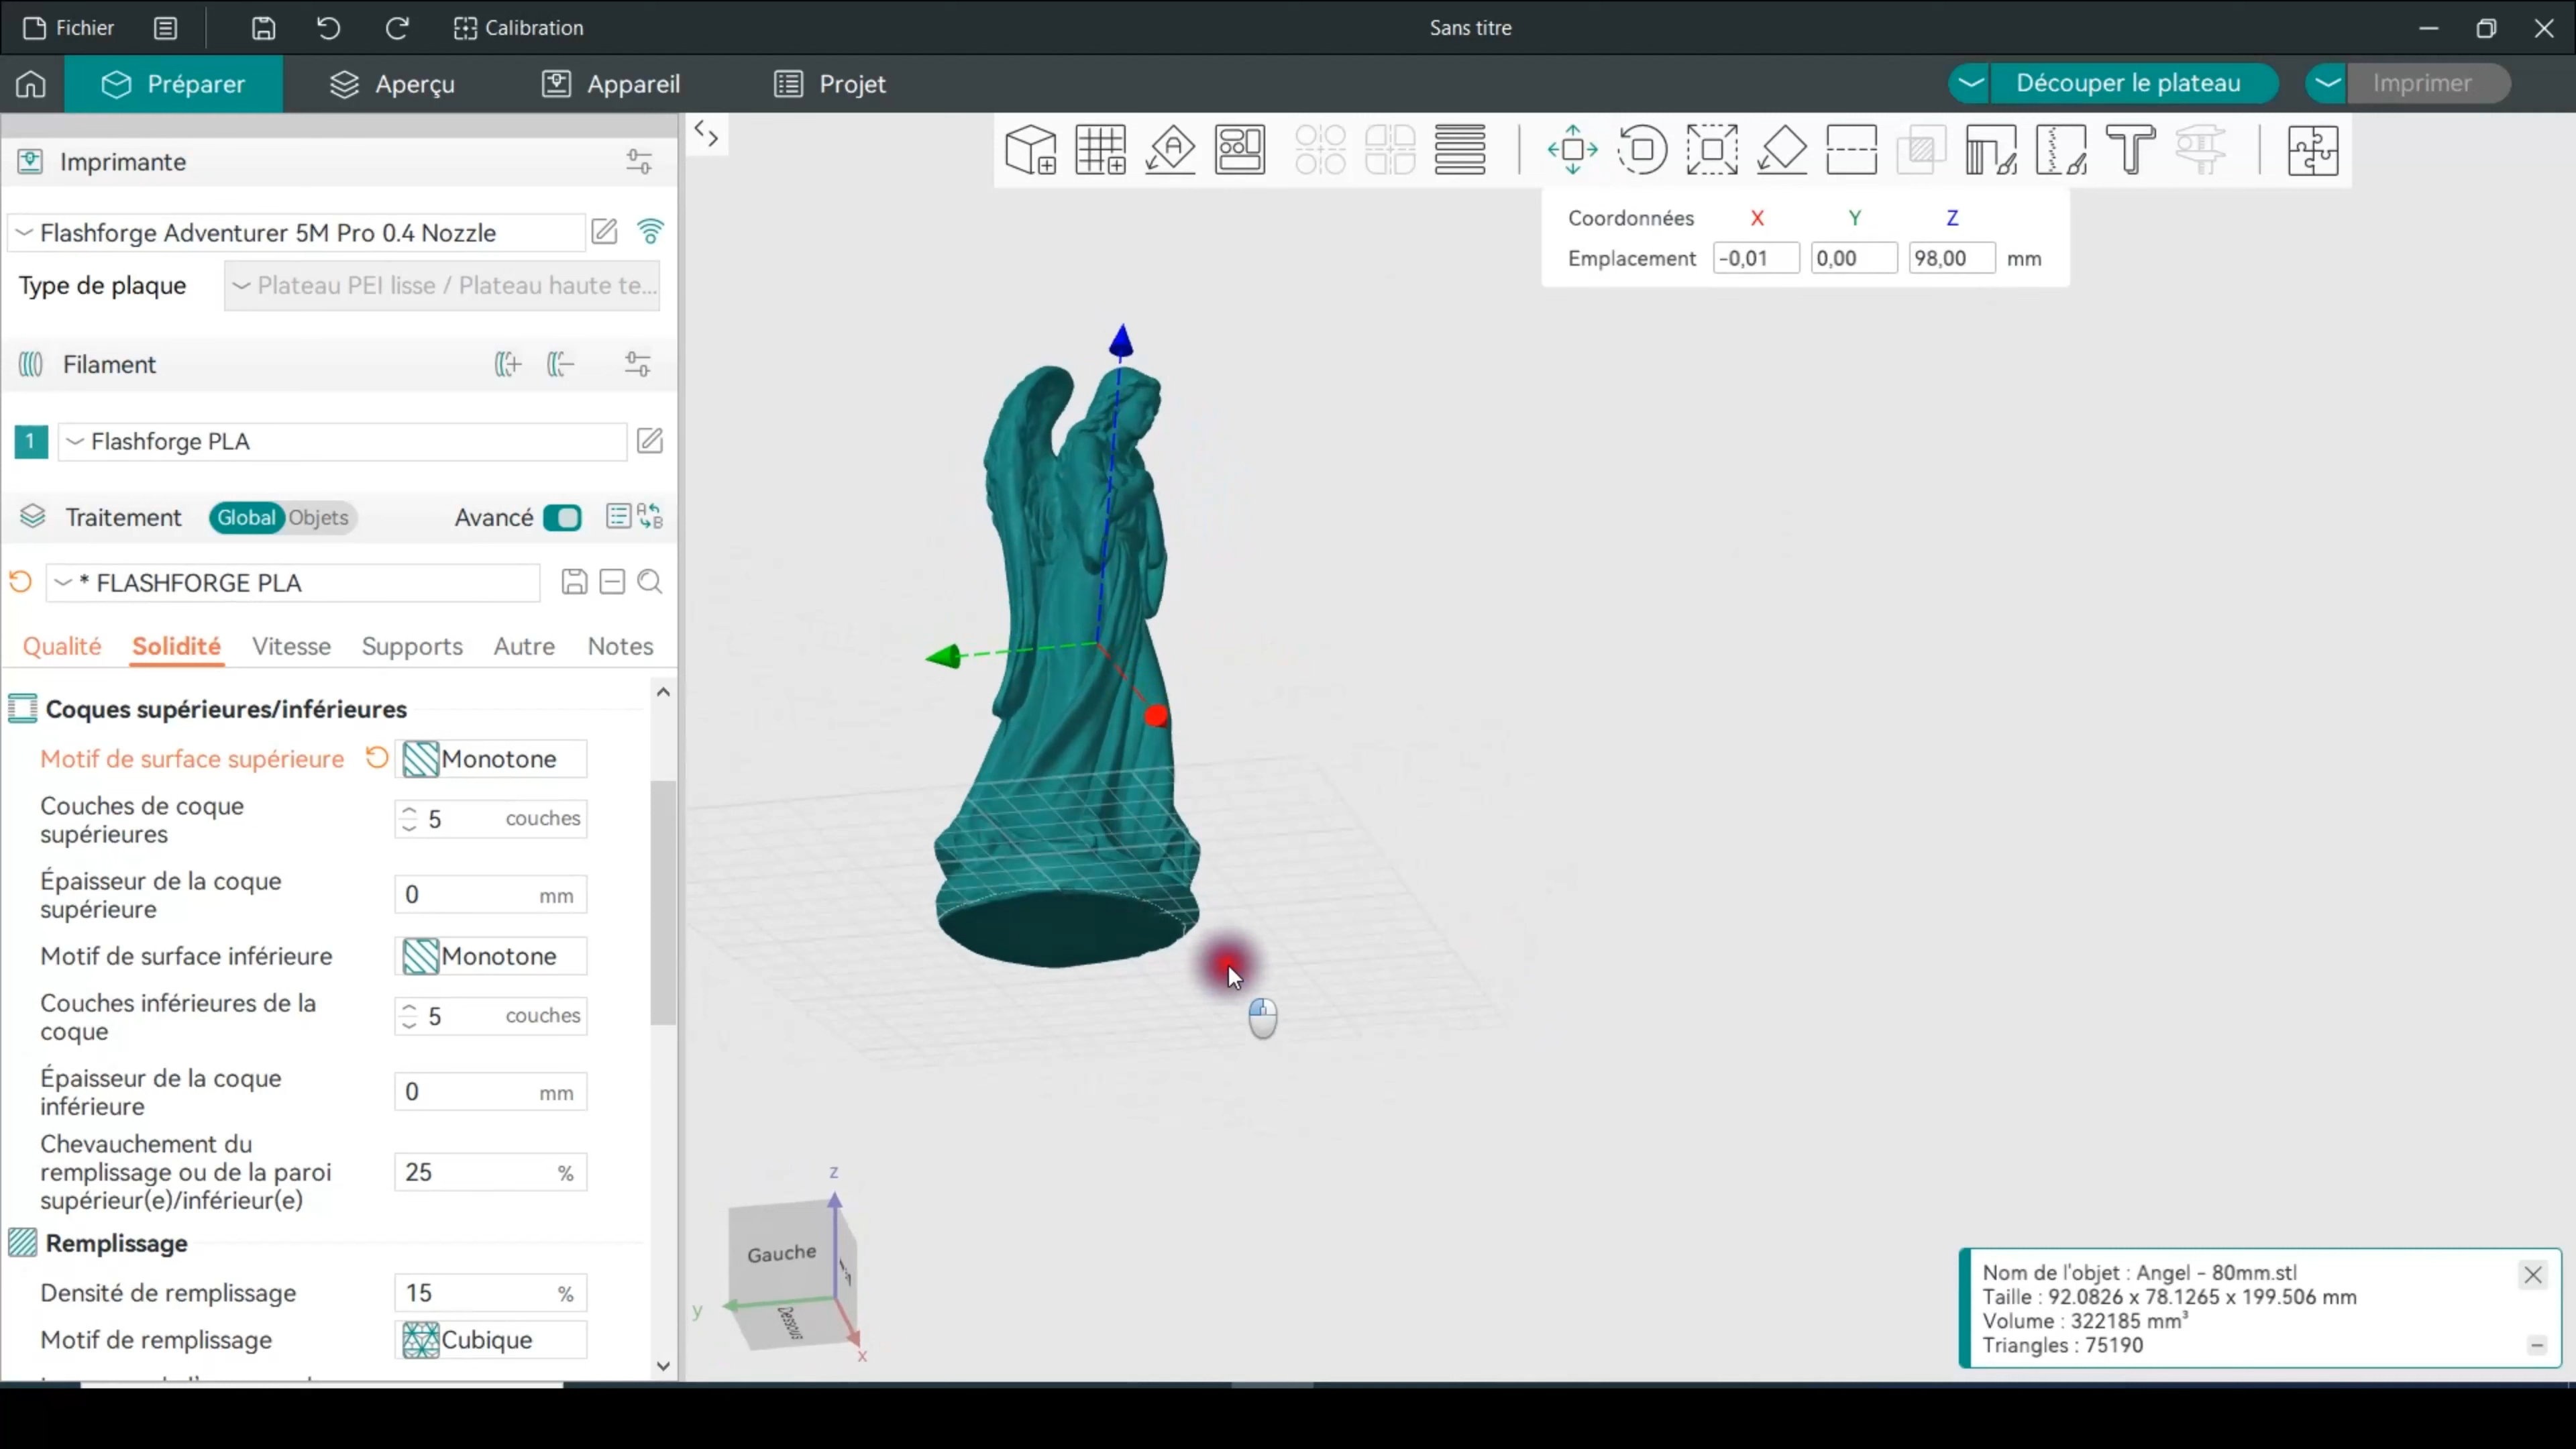 Fichier
Calibration
Sans titre
Préparer
Aperçu
Appareil
Projet
Découper le plateau
Imprimer
Imprimante
Flashforge Adventurer 5M Pro 0.4 Nozzle
Type de plaque
Plateau PEI lisse / Plateau haute te...
Filament
1
Flashforge PLA
Traitement
Global
Objets
Avancé
* FLASHFORGE PLA
Qualité
Solidité
Vitesse
Supports
Autre
Notes
Coques supérieures/inférieures
Motif de surface supérieure
Monotone
Couches de coque
supérieures
5 couches
Épaisseur de la coque
supérieure
0 mm
Motif de surface inférieure
Monotone
Couches inférieures de la
coque
5 couches
Épaisseur de la coque
inférieure
0 mm
Chevauchement du
remplissage ou de la paroi
supérieur(e)/inférieur(e)
25 %
Remplissage
Densité de remplissage
15 %
Motif de remplissage
Cubique
Coordonnées X Y Z
Emplacement -0,01 0,00 98,00 mm
z
Gauche
Dessous
y
x
Nom de l'objet : Angel - 80mm.stl
Taille : 92.0826 x 78.1265 x 199.506 mm
Volume : 322185 mm³
Triangles : 75190